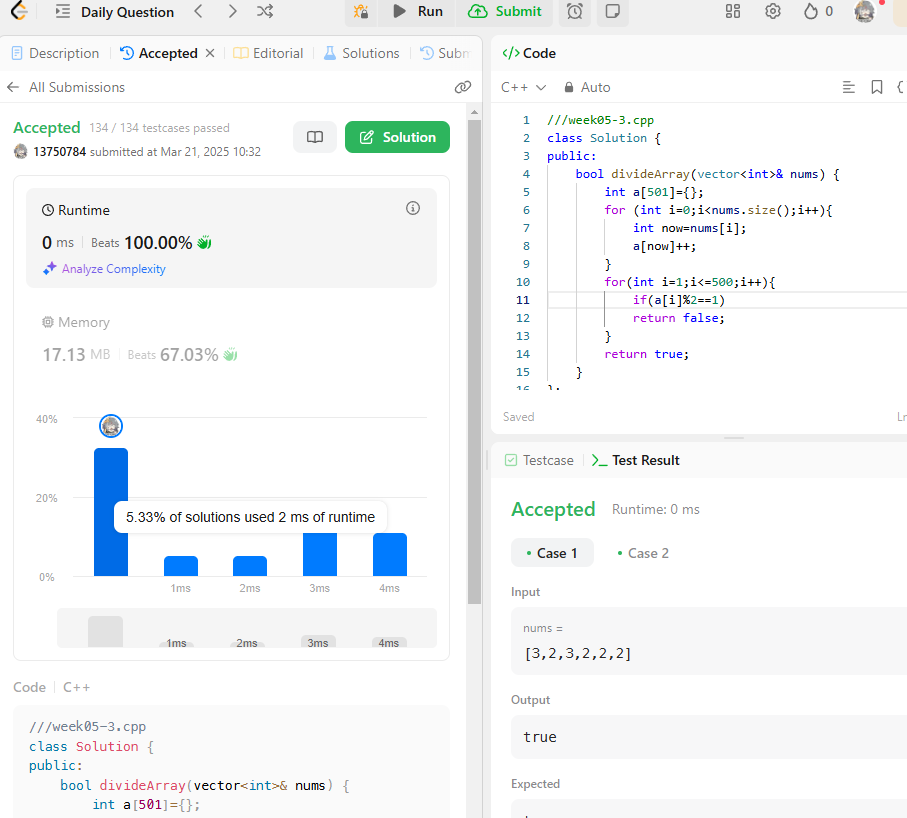 Daily Question
Run
Submit
0
Description
Accepted
Editorial
Solutions
Subm
All Submissions
Accepted 134 / 134 testcases passed
13750784 submitted at Mar 21, 2025 10:32
Solution
Runtime
0 ms Beats 100.00%
Analyze Complexity
Memory
17.13 MB Beats 67.03%
40%
20%
0%
5.33% of solutions used 2 ms of runtime
1ms 2ms 3ms 4ms
1ms 2ms 3ms 4ms
Code C++
///week05-3.cpp
class Solution {
public:
bool divideArray(vector<int>& nums) {
int a[501]={};
</> Code
C++ Auto
1 ///week05-3.cpp
2 class Solution {
3 public:
4 bool divideArray(vector<int>& nums) {
5 int a[501]={};
6 for (int i=0;i<nums.size();i++){
7 int now=nums[i];
8 a[now]++;
9 }
10 for(int i=1;i<=500;i++){
11 if(a[i]%2==1)
12 return false;
13 }
14 return true;
15 }
16 };
Saved
Testcase
Test Result
Accepted Runtime: 0 ms
Case 1 Case 2
Input
nums =
[3,2,3,2,2,2]
Output
true
Expected